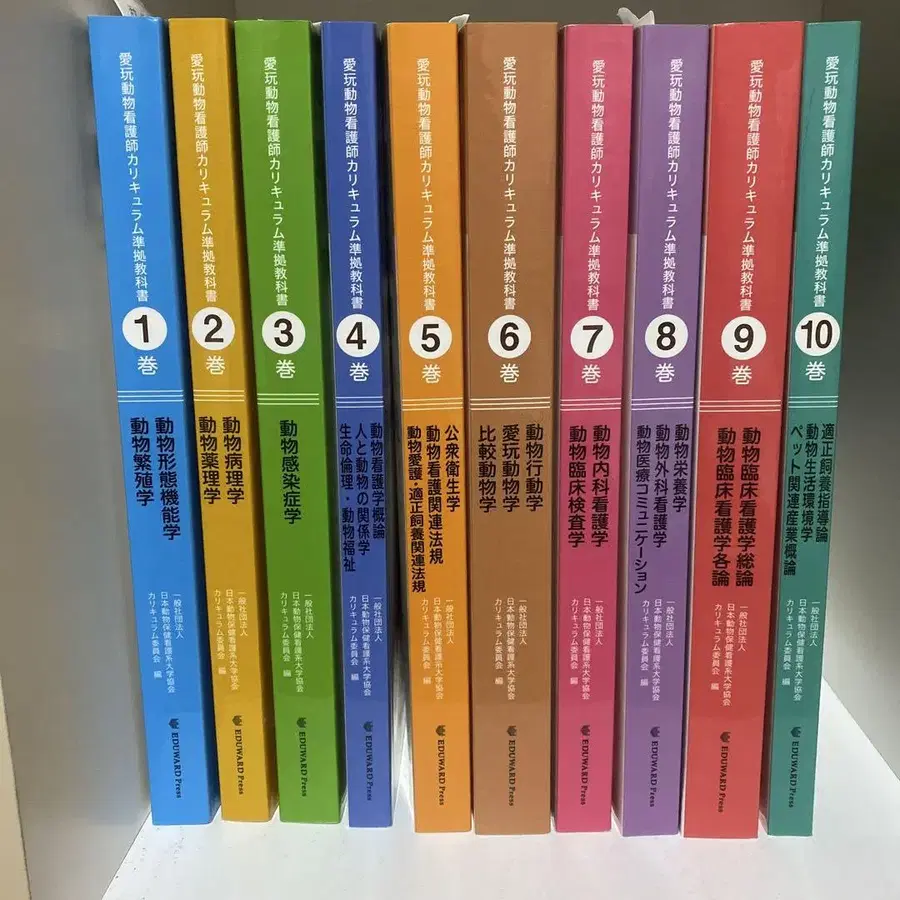 愛玩動物看護師カリキュラム準拠教科書
1
巻
動物形態機能学
動物繁殖学
一般社団法人
日本動物保健看護系大学協会
カリキュラム委員会 編
EDUWARD Press
愛玩動物看護師カリキュラム準拠教科書
2
巻
動物病理学
動物薬理学
一般社団法人
日本動物保健看護系大学協会
カリキュラム委員会 編
EDUWARD Press
愛玩動物看護師カリキュラム準拠教科書
3
巻
動物感染症学
一般社団法人
日本動物保健看護系大学協会
カリキュラム委員会 編
EDUWARD Press
愛玩動物看護師カリキュラム準拠教科書
4
巻
動物看護学概論
人と動物の関係学
生命倫理・動物福祉
一般社団法人
日本動物保健看護系大学協会
カリキュラム委員会 編
EDUWARD Press
愛玩動物看護師カリキュラム準拠教科書
5
巻
公衆衛生学
動物看護関連法規
動物愛護・適正飼養関連法規
一般社団法人
日本動物保健看護系大学協会
カリキュラム委員会 編
EDUWARD Press
愛玩動物看護師カリキュラム準拠教科書
6
巻
動物行動学
愛玩動物学
比較動物学
一般社団法人
日本動物保健看護系大学協会
カリキュラム委員会 編
EDUWARD Press
愛玩動物看護師カリキュラム準拠教科書
7
巻
動物内科看護学
動物臨床検査学
一般社団法人
日本動物保健看護系大学協会
カリキュラム委員会 編
EDUWARD Press
愛玩動物看護師カリキュラム準拠教科書
8
巻
動物栄養学
動物外科看護学
動物医療コミュニケーション
一般社団法人
日本動物保健看護系大学協会
カリキュラム委員会 編
EDUWARD Press
愛玩動物看護師カリキュラム準拠教科書
9
巻
動物臨床看護学総論
動物臨床看護学各論
一般社団法人
日本動物保健看護系大学協会
カリキュラム委員会 編
EDUWARD Press
愛玩動物看護師カリキュラム準拠教科書
10
巻
適正飼養指導論
動物生活環境学
ペット関連産業概論
一般社団法人
日本動物保健看護系大学協会
カリキュラム委員会 編
EDUWARD Press